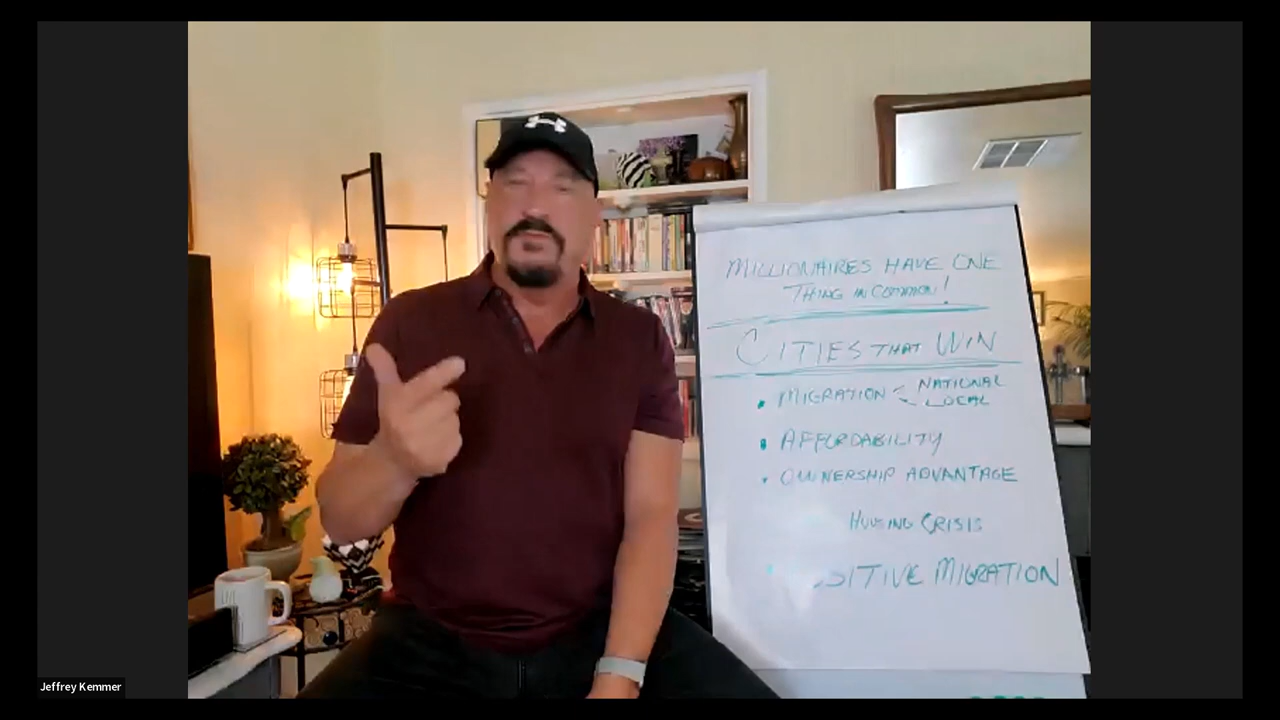 MILLIONAIRES HAVE ONE
THING IN COMMON!
CITIES THAT WIN
• MIGRATION < NATIONAL
LOCAL
• AFFORDABILITY
• OWNERSHIP ADVANTAGE
HOUSING CRISIS
SITIVE MIGRATION
Jeffrey Kemmer